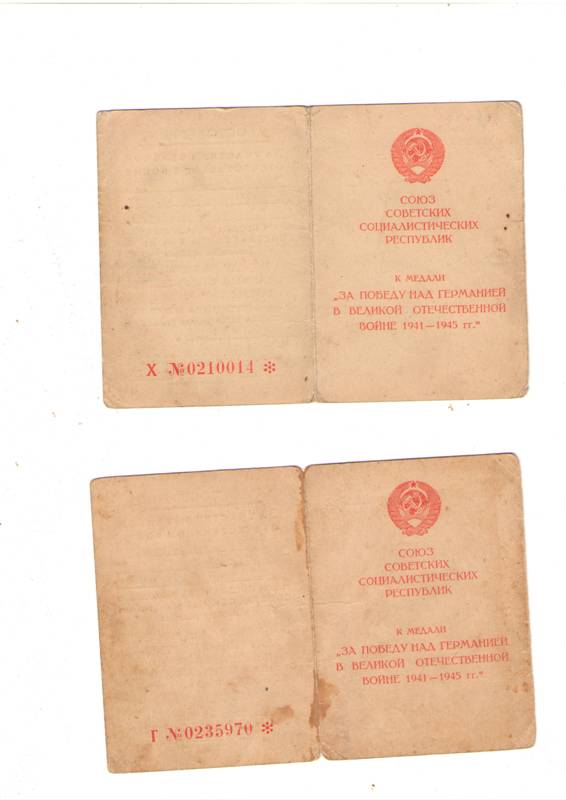 СОЮЗ
СОВЕТСКИХ
СОЦИАЛИСТИЧЕСКИХ
РЕСПУБЛИК
К МЕДАЛИ
„ЗА ПОБЕДУ НАД ГЕРМАНИЕЙ
В ВЕЛИКОЙ ОТЕЧЕСТВЕННОЙ
ВОЙНЕ 1941—1945 гг.“
Х №0210014 *
СОЮЗ
СОВЕТСКИХ
СОЦИАЛИСТИЧЕСКИХ
РЕСПУБЛИК
К МЕДАЛИ
„ЗА ПОБЕДУ НАД ГЕРМАНИЕЙ
В ВЕЛИКОЙ ОТЕЧЕСТВЕННОЙ
ВОЙНЕ 1941—1945 гг.“
Г №0235970 *